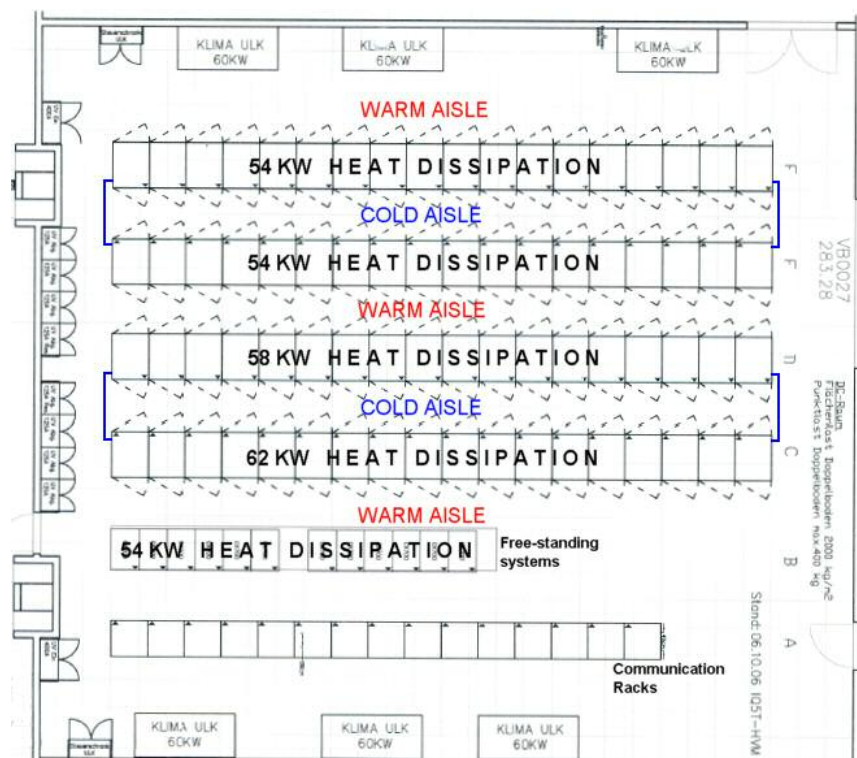 KLIMA ULK
60KW
KLIMA ULK
60KW
KLIMA ULK
60KW
WARM AISLE
54 KW HEAT DISSIPATION
F
COLD AISLE
54 KW HEAT DISSIPATION
F
WARM AISLE
58 KW HEAT DISSIPATION
D
COLD AISLE
62 KW HEAT DISSIPATION
C
WARM AISLE
54 KW HEAT DISSIPATION
B
Free-standing
systems
A
Communication
Racks
KLIMA ULK
60KW
KLIMA ULK
60KW
KLIMA ULK
60KW
VB0027
283.28
DC-Raum
Flächenlast Doppelboden 2000 kg/m2
Punktlast Doppelboden max.400 kg
Stand: 06.10.06 IQ5T-HVM